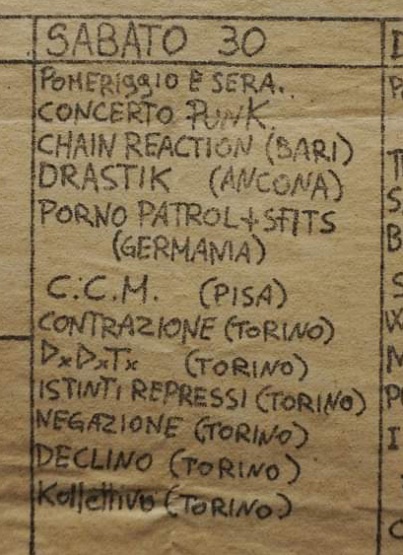 SABATO 30
POMERIGGIO E SERA.
CONCERTO PUNK
CHAIN REACTION (BARI)
DRASTIK (ANCONA)
PORNO PATROL + SFITS
(GERMANIA)
C.C.M. (PISA)
CONTRAZIONE (TORINO)
DxDxTx (TORINO)
ISTINTI REPRESSI (TORINO)
NEGAZIONE (TORINO)
DECLINO (TORINO)
Kollettivo (TORINO)